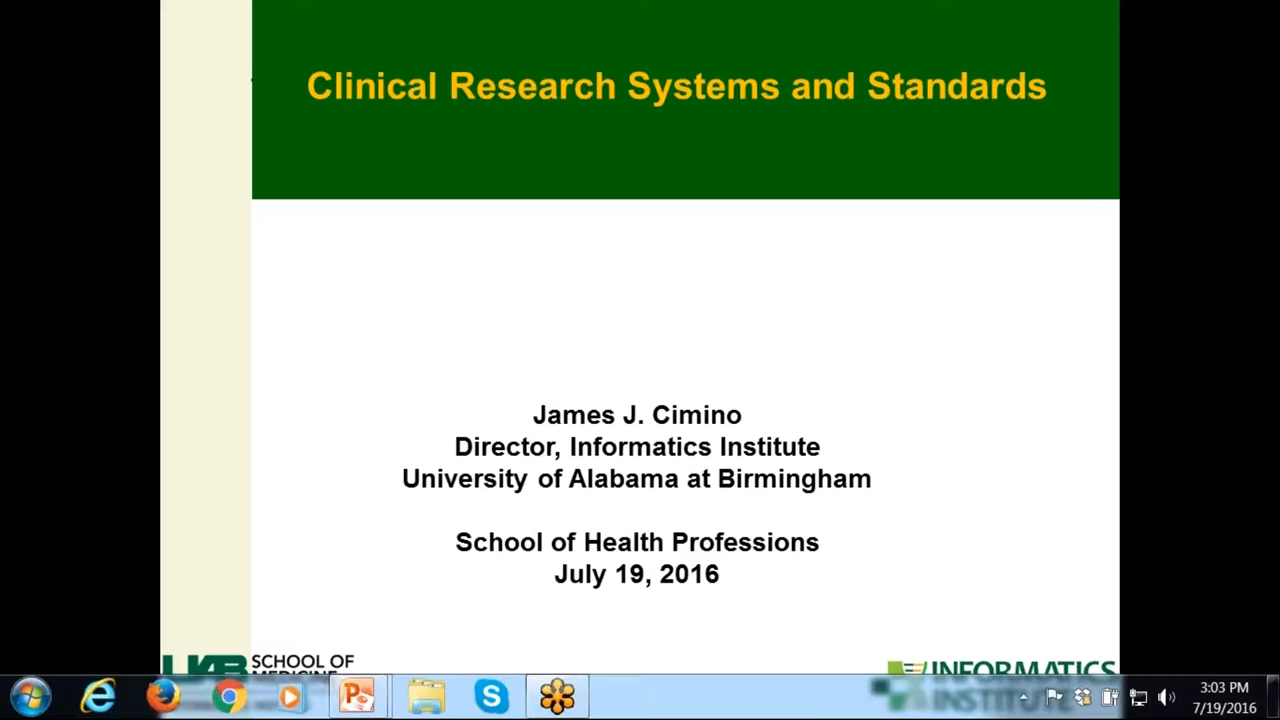 Clinical Research Systems and Standards
James J. Cimino
Director, Informatics Institute
University of Alabama at Birmingham
School of Health Professions
July 19, 2016
UAB SCHOOL OF
MEDICINE
INFORMATICS
INSTITUTE
3:03 PM
7/19/2016